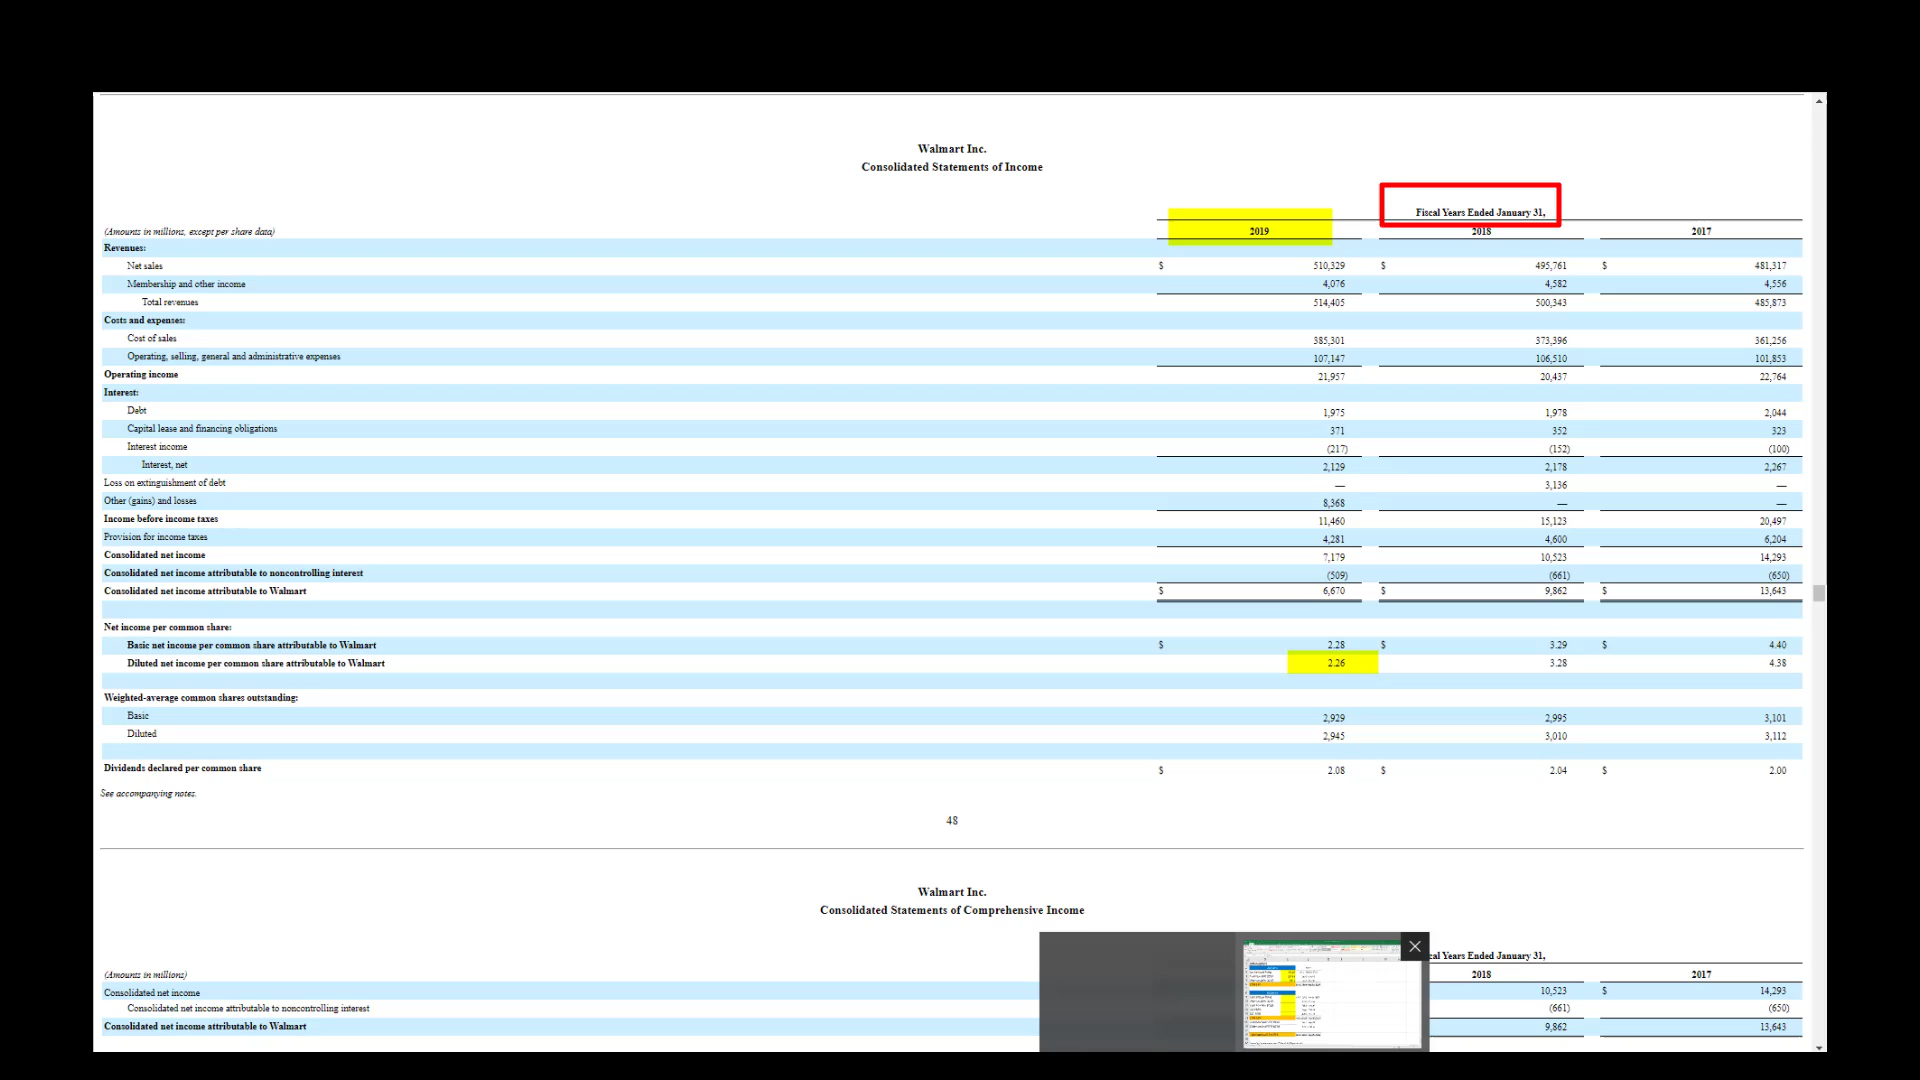 Walmart Inc.
Consolidated Statements of Income
Fiscal Years Ended January 31,
(Amounts in millions, except per share data) 2019 2018 2017
Revenues:
Net sales $ 510,329 $ 495,761 $ 481,317
Membership and other income 4,076 4,582 4,556
Total revenues 514,405 500,343 485,873
Costs and expenses:
Cost of sales 385,301 373,396 361,256
Operating, selling, general and administrative expenses 107,147 106,510 101,853
Operating income 21,957 20,437 22,764
Interest:
Debt 1,975 1,978 2,044
Capital lease and financing obligations 371 352 323
Interest income (217) (152) (100)
Interest, net 2,129 2,178 2,267
Loss on extinguishment of debt — 3,136 —
Other (gains) and losses 8,368 — —
Income before income taxes 11,460 15,123 20,497
Provision for income taxes 4,281 4,600 6,204
Consolidated net income 7,179 10,523 14,293
Consolidated net income attributable to noncontrolling interest (509) (661) (650)
Consolidated net income attributable to Walmart $ 6,670 $ 9,862 $ 13,643
Net income per common share:
Basic net income per common share attributable to Walmart $ 2.28 $ 3.29 $ 4.40
Diluted net income per common share attributable to Walmart 2.26 3.28 4.38
Weighted-average common shares outstanding:
Basic 2,929 2,995 3,101
Diluted 2,945 3,010 3,112
Dividends declared per common share $ 2.08 $ 2.04 $ 2.00
See accompanying notes.
48
Walmart Inc.
Consolidated Statements of Comprehensive Income
Years Ended January 31,
(Amounts in millions) 2018 2017
Consolidated net income 10,523 $ 14,293
Consolidated net income attributable to noncontrolling interest (661) (650)
Consolidated net income attributable to Walmart 9,862 13,643